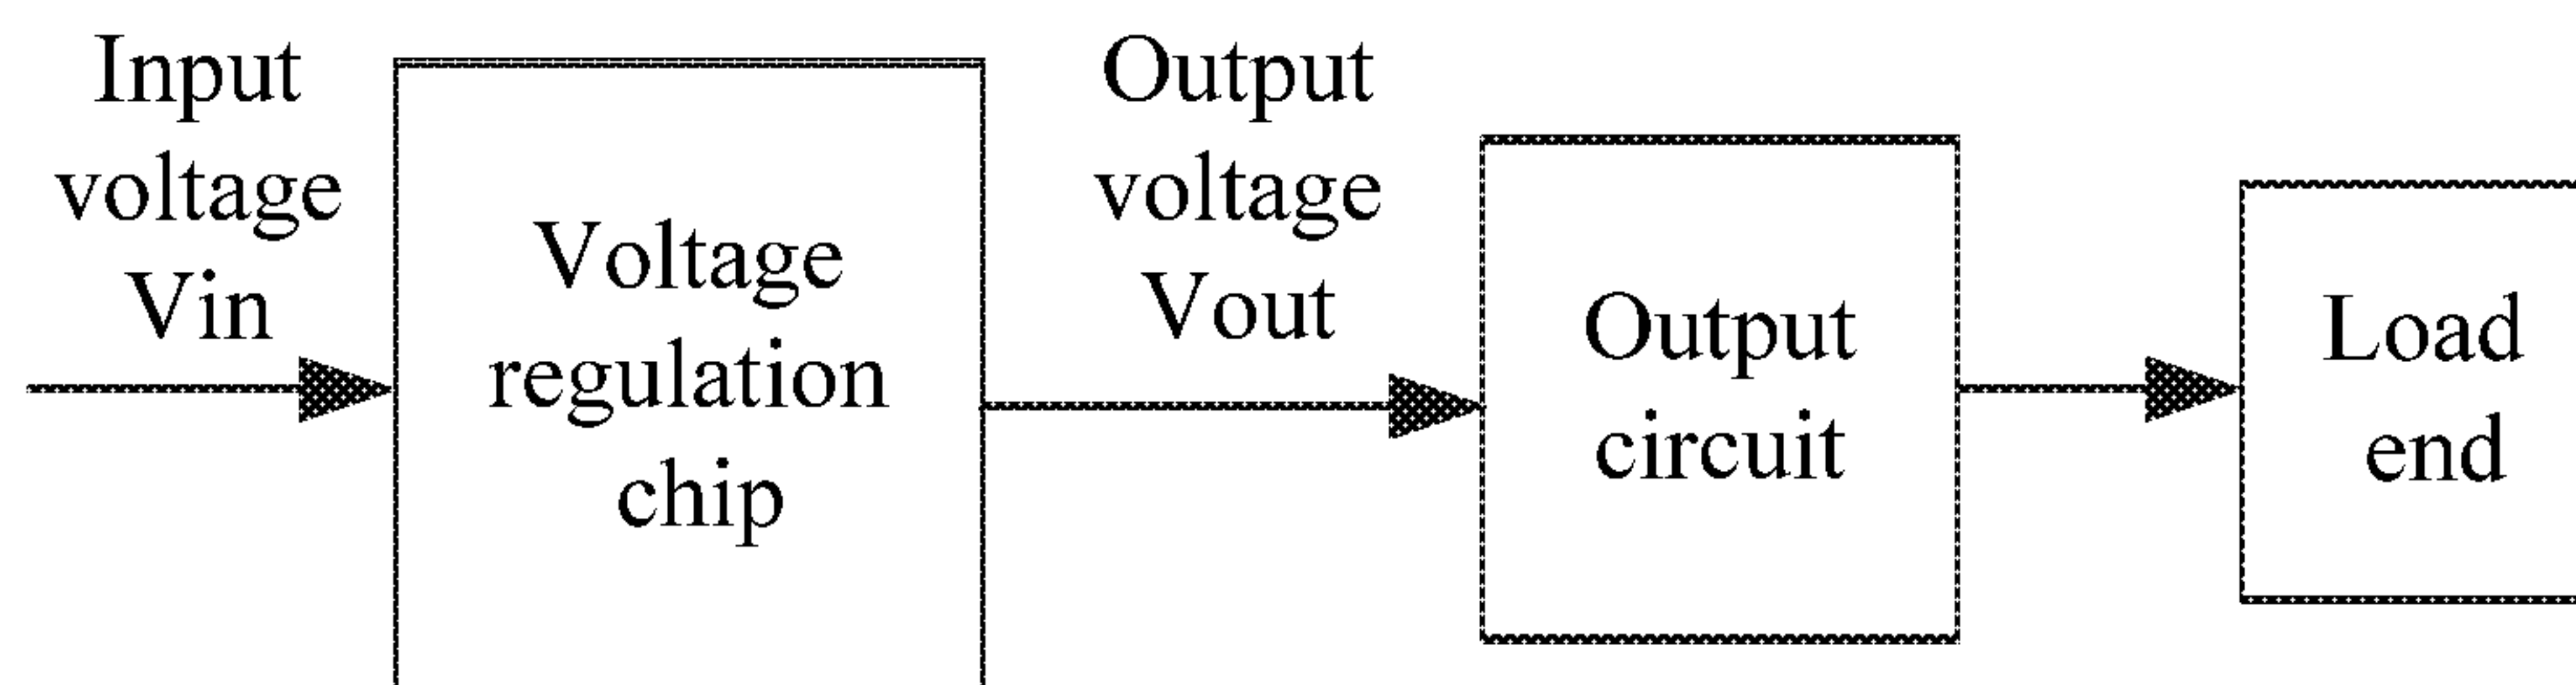 Input
voltage
Vin
Voltage
regulation
chip
Output
voltage
Vout
Output
circuit
Load
end